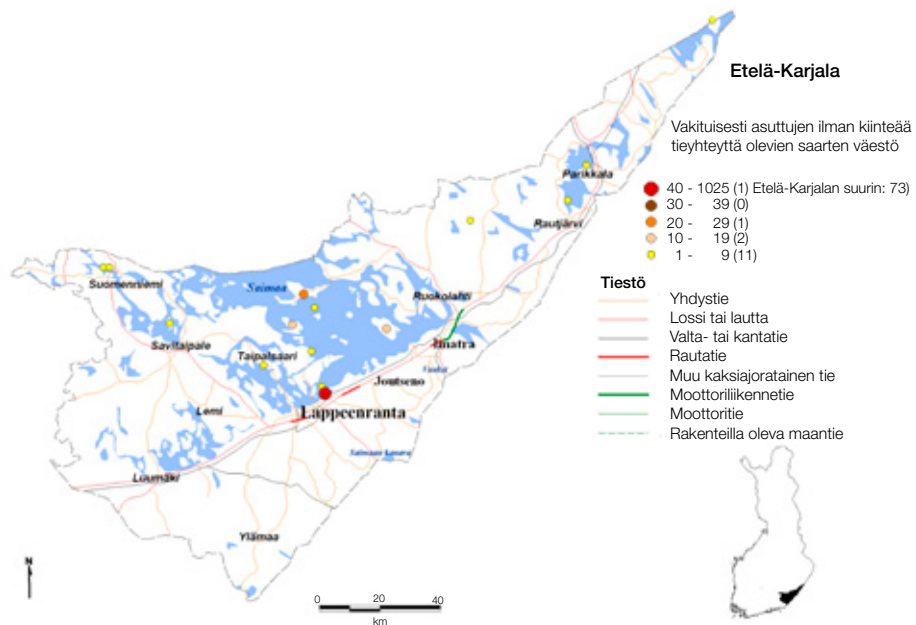 Etelä-Karjala
Vakituisesti asuttujen ilman kiinteää
tieyhteyttä olevien saarten väestö
40 - 1025 (1) Etelä-Karjalan suurin: 73)
30 - 39 (0)
20 - 29 (1)
10 - 19 (2)
1 - 9 (11)
Tiestö
Yhdystie
Lossi tai lautta
Valta- tai kantatie
Rautatie
Muu kaksiajoratainen tie
Moottoriliikennetie
Moottoritie
Rakenteilla oleva maantie
Parikkala
Rautjärvi
Suomenniemi
Saimaa
Ruokolahti
Savitaipale
Imatra
Taipalsaari
Joutseno
Lemi
Lappeenranta
Luumäki
Ylämaa
N
0 20 40
km